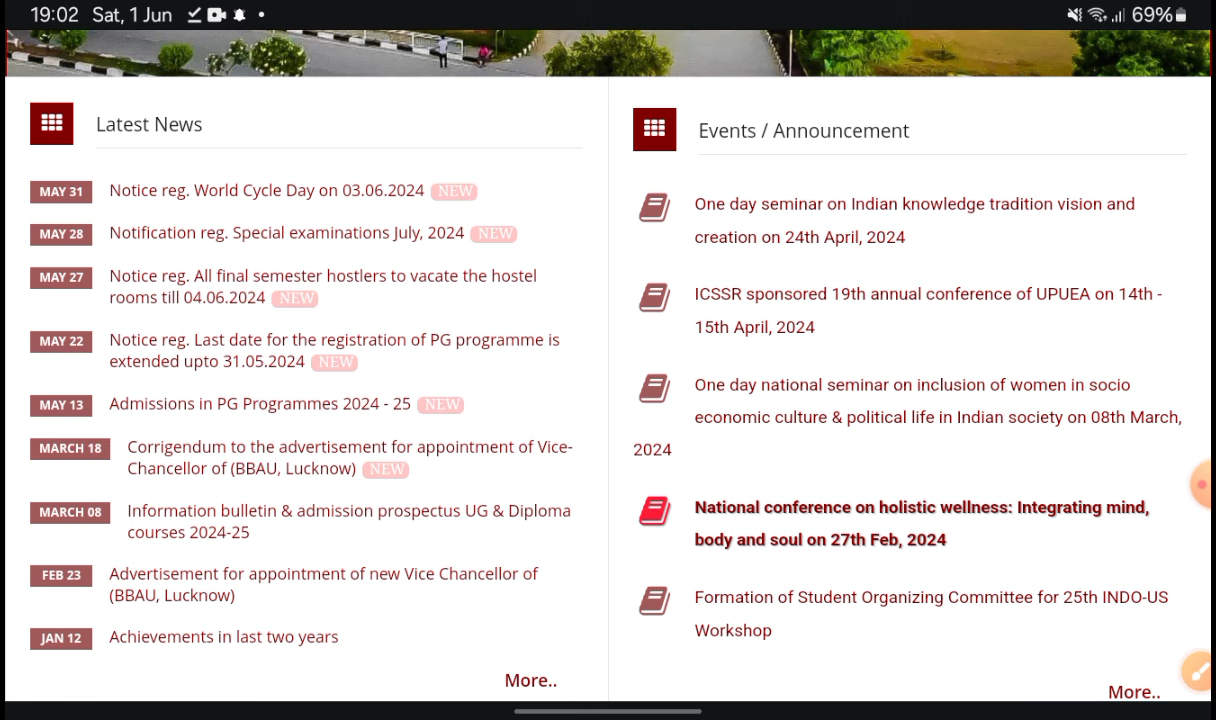 19:02 Sat, 1 Jun 69%
Latest News
MAY 31 Notice reg. World Cycle Day on 03.06.2024 NEW
MAY 28 Notification reg. Special examinations July, 2024 NEW
MAY 27 Notice reg. All final semester hostlers to vacate the hostel
rooms till 04.06.2024 NEW
MAY 22 Notice reg. Last date for the registration of PG programme is
extended upto 31.05.2024 NEW
MAY 13 Admissions in PG Programmes 2024 - 25 NEW
MARCH 18 Corrigendum to the advertisement for appointment of Vice-
Chancellor of (BBAU, Lucknow) NEW
MARCH 08 Information bulletin & admission prospectus UG & Diploma
courses 2024-25
FEB 23 Advertisement for appointment of new Vice Chancellor of
(BBAU, Lucknow)
JAN 12 Achievements in last two years
More..
Events / Announcement
One day seminar on Indian knowledge tradition vision and
creation on 24th April, 2024
ICSSR sponsored 19th annual conference of UPUEA on 14th -
15th April, 2024
One day national seminar on inclusion of women in socio
economic culture & political life in Indian society on 08th March,
2024
National conference on holistic wellness: Integrating mind,
body and soul on 27th Feb, 2024
Formation of Student Organizing Committee for 25th INDO-US
Workshop
More..